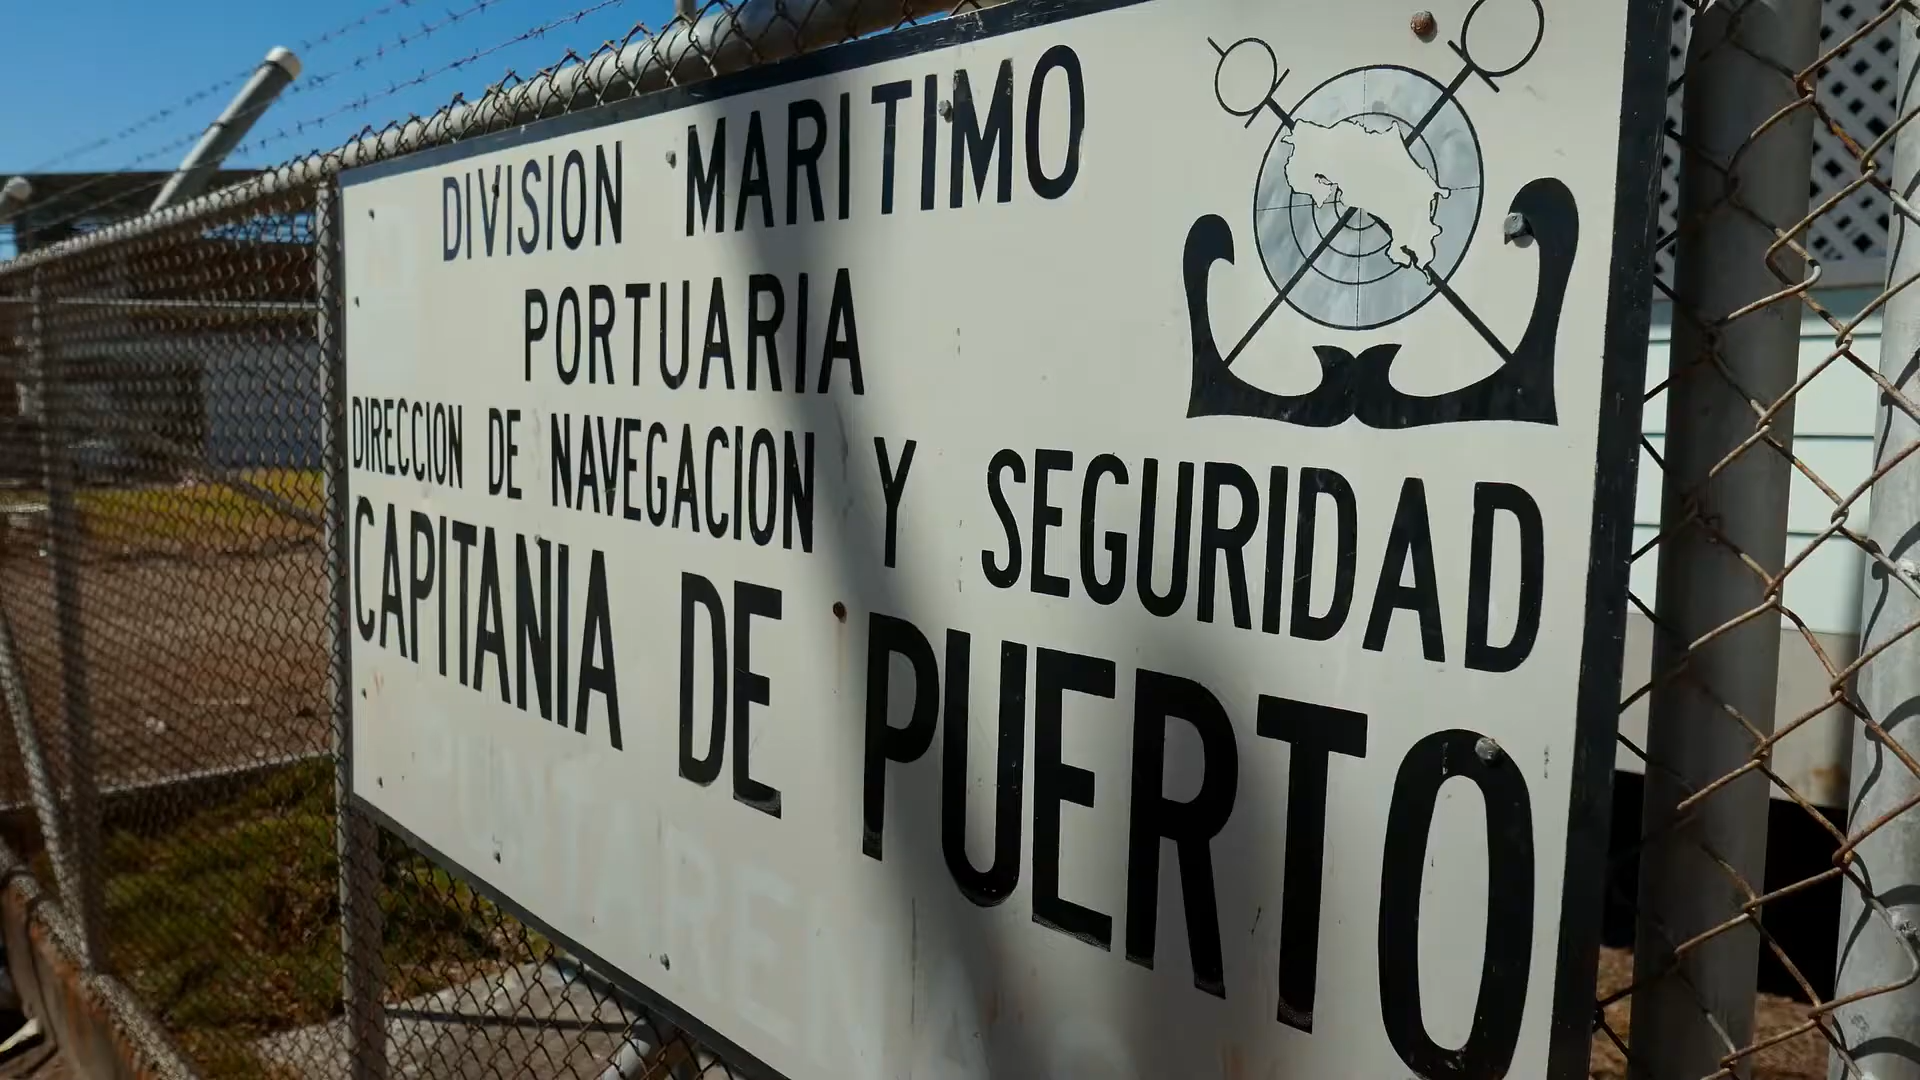 DIVISION MARITIMO
PORTUARIA
DIRECCION DE NAVEGACION Y SEGURIDAD
CAPITANIA DE PUERTO